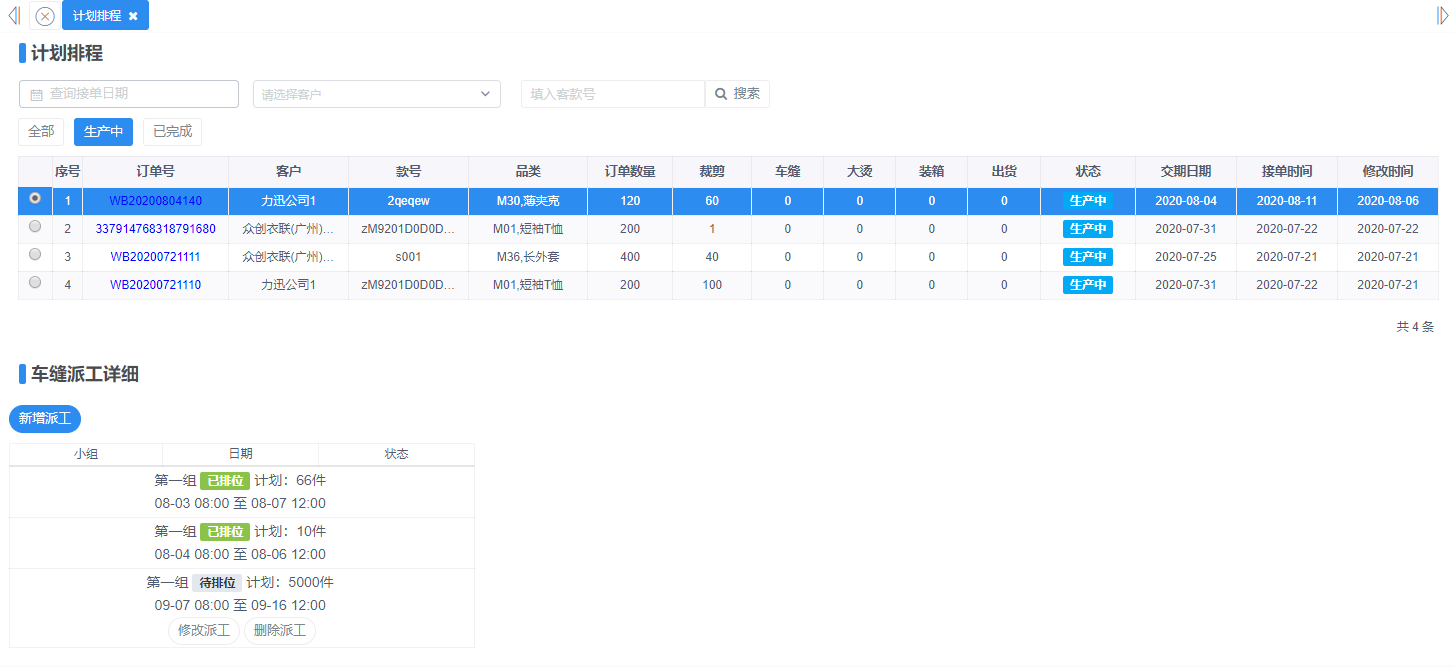 计划排程
计划排程
查询接单日期 请选择客户 填入客款号 搜索
全部 生产中 已完成
序号 订单号 客户 款号 品类 订单数量 裁剪 车缝 大烫 装箱 出货 状态 交期日期 接单时间 修改时间
1 WB20200804140 力迅公司1 2qeqew M30,薄夹克 120 60 0 0 0 0 生产中 2020-08-04 2020-08-11 2020-08-06
2 337914768318791680 众创衣联(广州)... zM9201D0D0D... M01,短袖T恤 200 1 0 0 0 0 生产中 2020-07-31 2020-07-22 2020-07-22
3 WB20200721111 众创衣联(广州)... s001 M36,长外套 400 40 0 0 0 0 生产中 2020-07-25 2020-07-21 2020-07-21
4 WB20200721110 力迅公司1 zM9201D0D0D... M01,短袖T恤 200 100 0 0 0 0 生产中 2020-07-31 2020-07-22 2020-07-21
共 4 条
车缝派工详细
新增派工
小组 日期 状态
第一组 已排位 计划：66件
08-03 08:00 至 08-07 12:00
第一组 已排位 计划：10件
08-04 08:00 至 08-06 12:00
第一组 待排位 计划：5000件
09-07 08:00 至 09-16 12:00
修改派工 删除派工